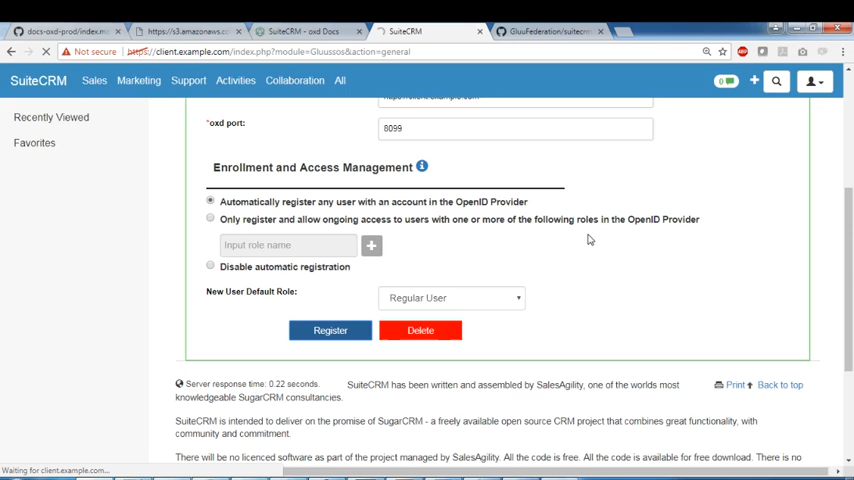 docs-oxd-prod/index.m
https://s3.amazonaws.co
SuiteCRM - oxd Docs
SuiteCRM
GluuFederation/suitecrm
Not secure https://client.example.com/index.php?module=Gluussos&action=general
SuiteCRM Sales Marketing Support Activities Collaboration All 0
Recently Viewed
Favorites
*oxd port: 8099
Enrollment and Access Management
Automatically register any user with an account in the OpenID Provider
Only register and allow ongoing access to users with one or more of the following roles in the OpenID Provider
Input role name
Disable automatic registration
New User Default Role: Regular User
Register Delete
Server response time: 0.22 seconds. SuiteCRM has been written and assembled by SalesAgility, one of the worlds most
knowledgeable SugarCRM consultancies.
Print Back to top
SuiteCRM is intended to deliver on the promise of SugarCRM - a freely available open source CRM project that combines great functionality, with
community and commitment.
There will be no licenced software as part of the project managed by SalesAgility. All the code is free. All the code is available for free download. There is no
Waiting for client.example.com...